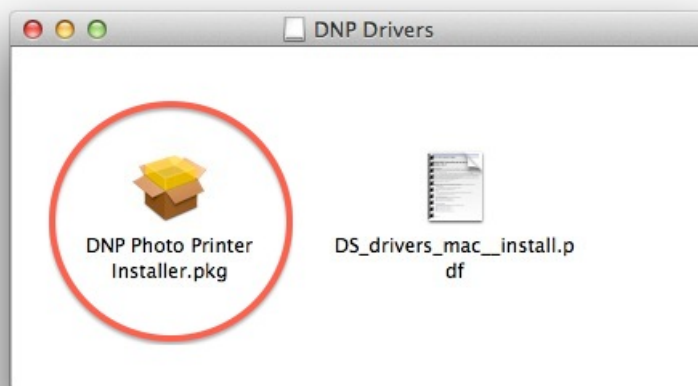 DNP Drivers
DNP Photo Printer
Installer.pkg
DS_drivers_mac__install.p
df